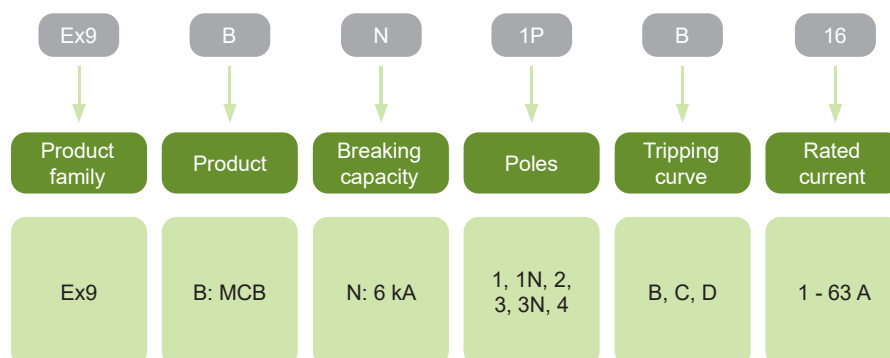 Ex9 B N 1P B 16
Product family
Product
Breaking capacity
Poles
Tripping curve
Rated current
Ex9
B: MCB
N: 6 kA
1, 1N, 2,
3, 3N, 4
B, C, D
1 - 63 A